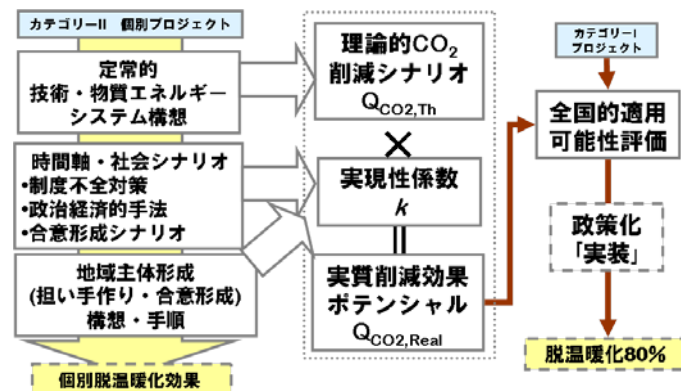 カテゴリーII　個別プロジェクト
定常的
技術・物質エネルギー
システム構想
時間軸・社会シナリオ
•制度不全対策
•政治経済的手法
•合意形成シナリオ
地域主体形成
(担い手作り・合意形成)
構想・手順
個別脱温暖化効果
理論的CO2
削減シナリオ
QCO2,Th
×
実現性係数
k
=
実質削減効果
ポテンシャル
QCO2,Real
カテゴリーI
プロジェクト
全国的適用
可能性評価
政策化
「実装」
脱温暖化80%